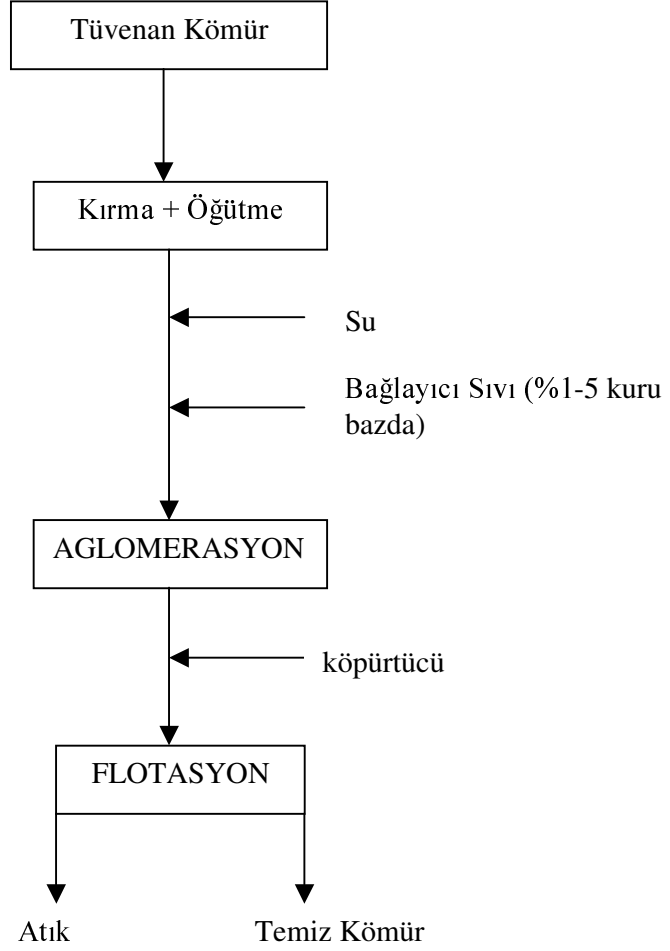 Tüvenan Kömür
Kırma + Öğütme
Su
Bağlayıcı Sıvı (%1-5 kuru
bazda)
AGLOMERASYON
köpürtücü
FLOTASYON
Atık
Temiz Kömür